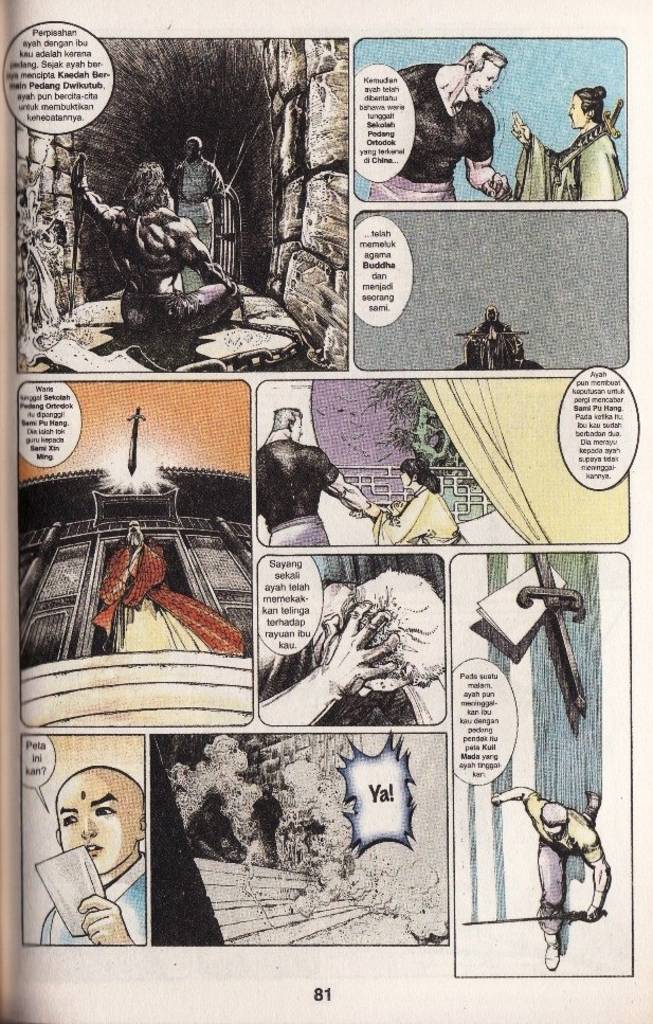 Perpisahan
ayah dengan ibu
kau adalah kerana
pedang. Sejak ayah ber-
jaya mencipta Kaedah Ber-
main Pedang Dwikutub,
ayah pun bercita-cita
untuk membuktikan
kehebatannya.
Kemudian
ayah telah
diberitahu
bahawa waris
tunggal
Sekolah
Pedang
Ortodok
yang terkenal
di China...
...telah
memeluk
agama
Buddha
dan
menjadi
seorang
sami.
Waris
tunggal Sekolah
Pedang Ortodok
itu dipanggil
Sami Pu Hang.
Dia ialah tok
guru kepada
Sami Xin
Ming.
Ayah
pun membuat
keputusan untuk
pergi mencabar
Sami Pu Hang.
Pada ketika itu,
ibu kau sudah
berbadan dua.
Dia merayu
kepada ayah
supaya tidak
meninggal-
kannya.
Sayang
sekali
ayah telah
memekak-
kan telinga
terhadap
rayuan ibu
kau.
Pada suatu
malam,
ayah pun
meninggal-
kan ibu
kau dengan
pedang
pendek itu
peta Kuil
Mada yang
ayah tinggal-
kan.
Peta
ini
kan?
Ya!
81